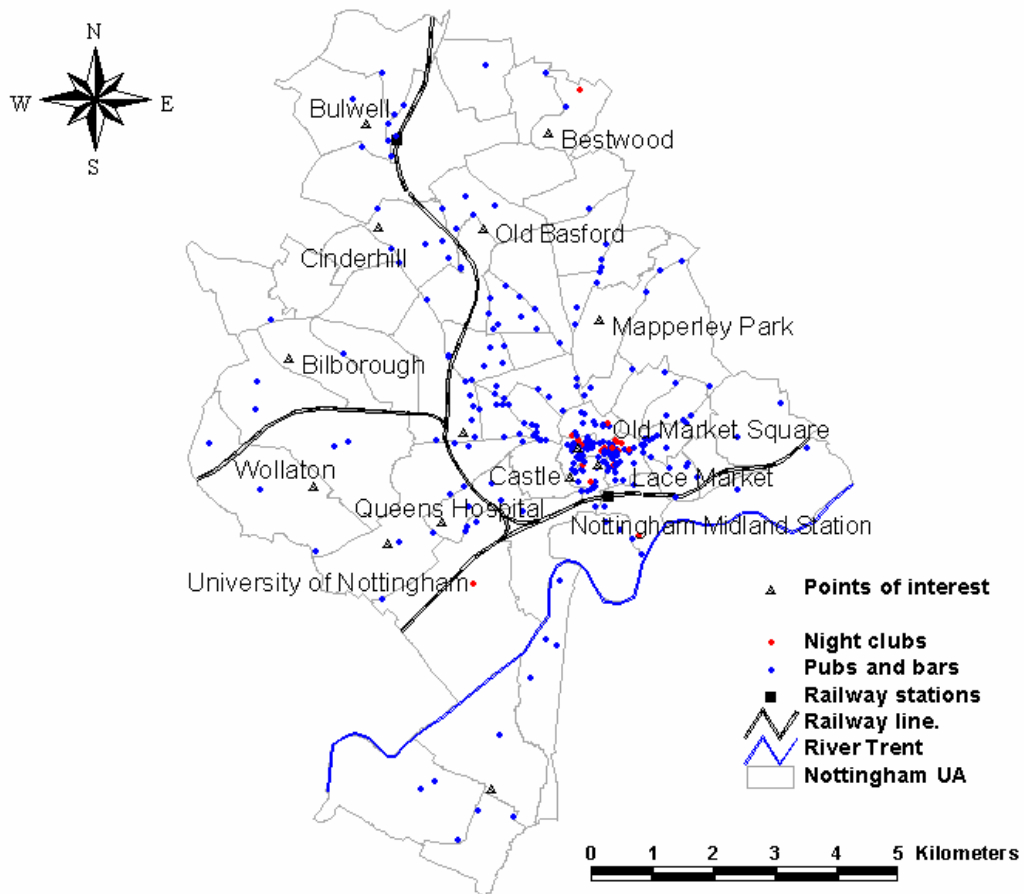 N
W E
S
Bulwell
Bestwood
Old Basford
Cinderhill
Mapperley Park
Bilborough
Old Market Square
Wollaton
Castle
Lace Market
Queens Hospital
Nottingham Midland Station
University of Nottingham
Points of interest
Night clubs
Pubs and bars
Railway stations
Railway line.
River Trent
Nottingham UA
0 1 2 3 4 5 Kilometers